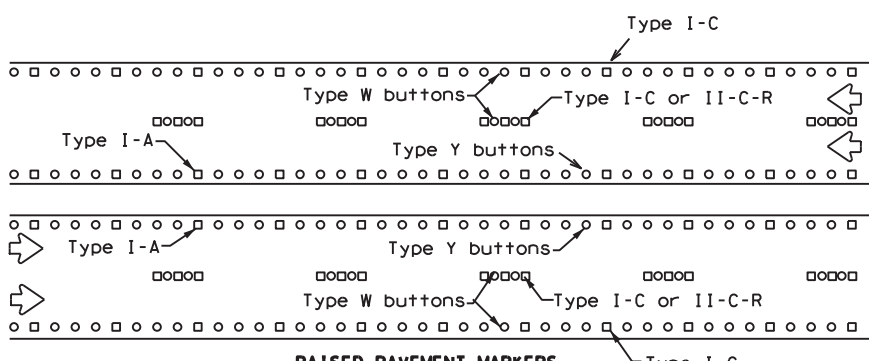 Type I-C
Type W buttons
Type I-C or II-C-R
Type I-A
Type Y buttons
Type I-A
Type Y buttons
Type W buttons
Type I-C or II-C-R
RAISED PAVEMENT MARKERS
Type I-C